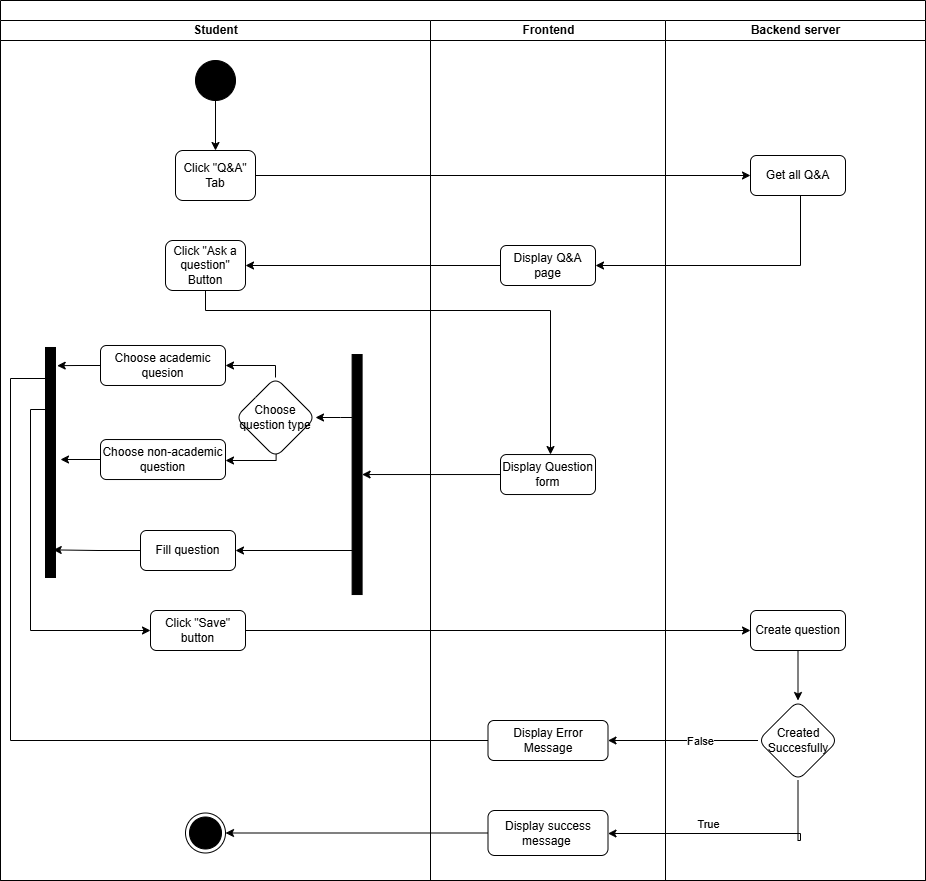 Student
Frontend
Backend server
Click "Q&A"
Tab
Get all Q&A
Click "Ask a
question"
Button
Display Q&A
page
Choose academic
quesion
Choose
question type
Choose non-academic
question
Display Question
form
Fill question
Click "Save"
button
Create question
Display Error
Message
False
Created
Succesfully
Display success
message
True